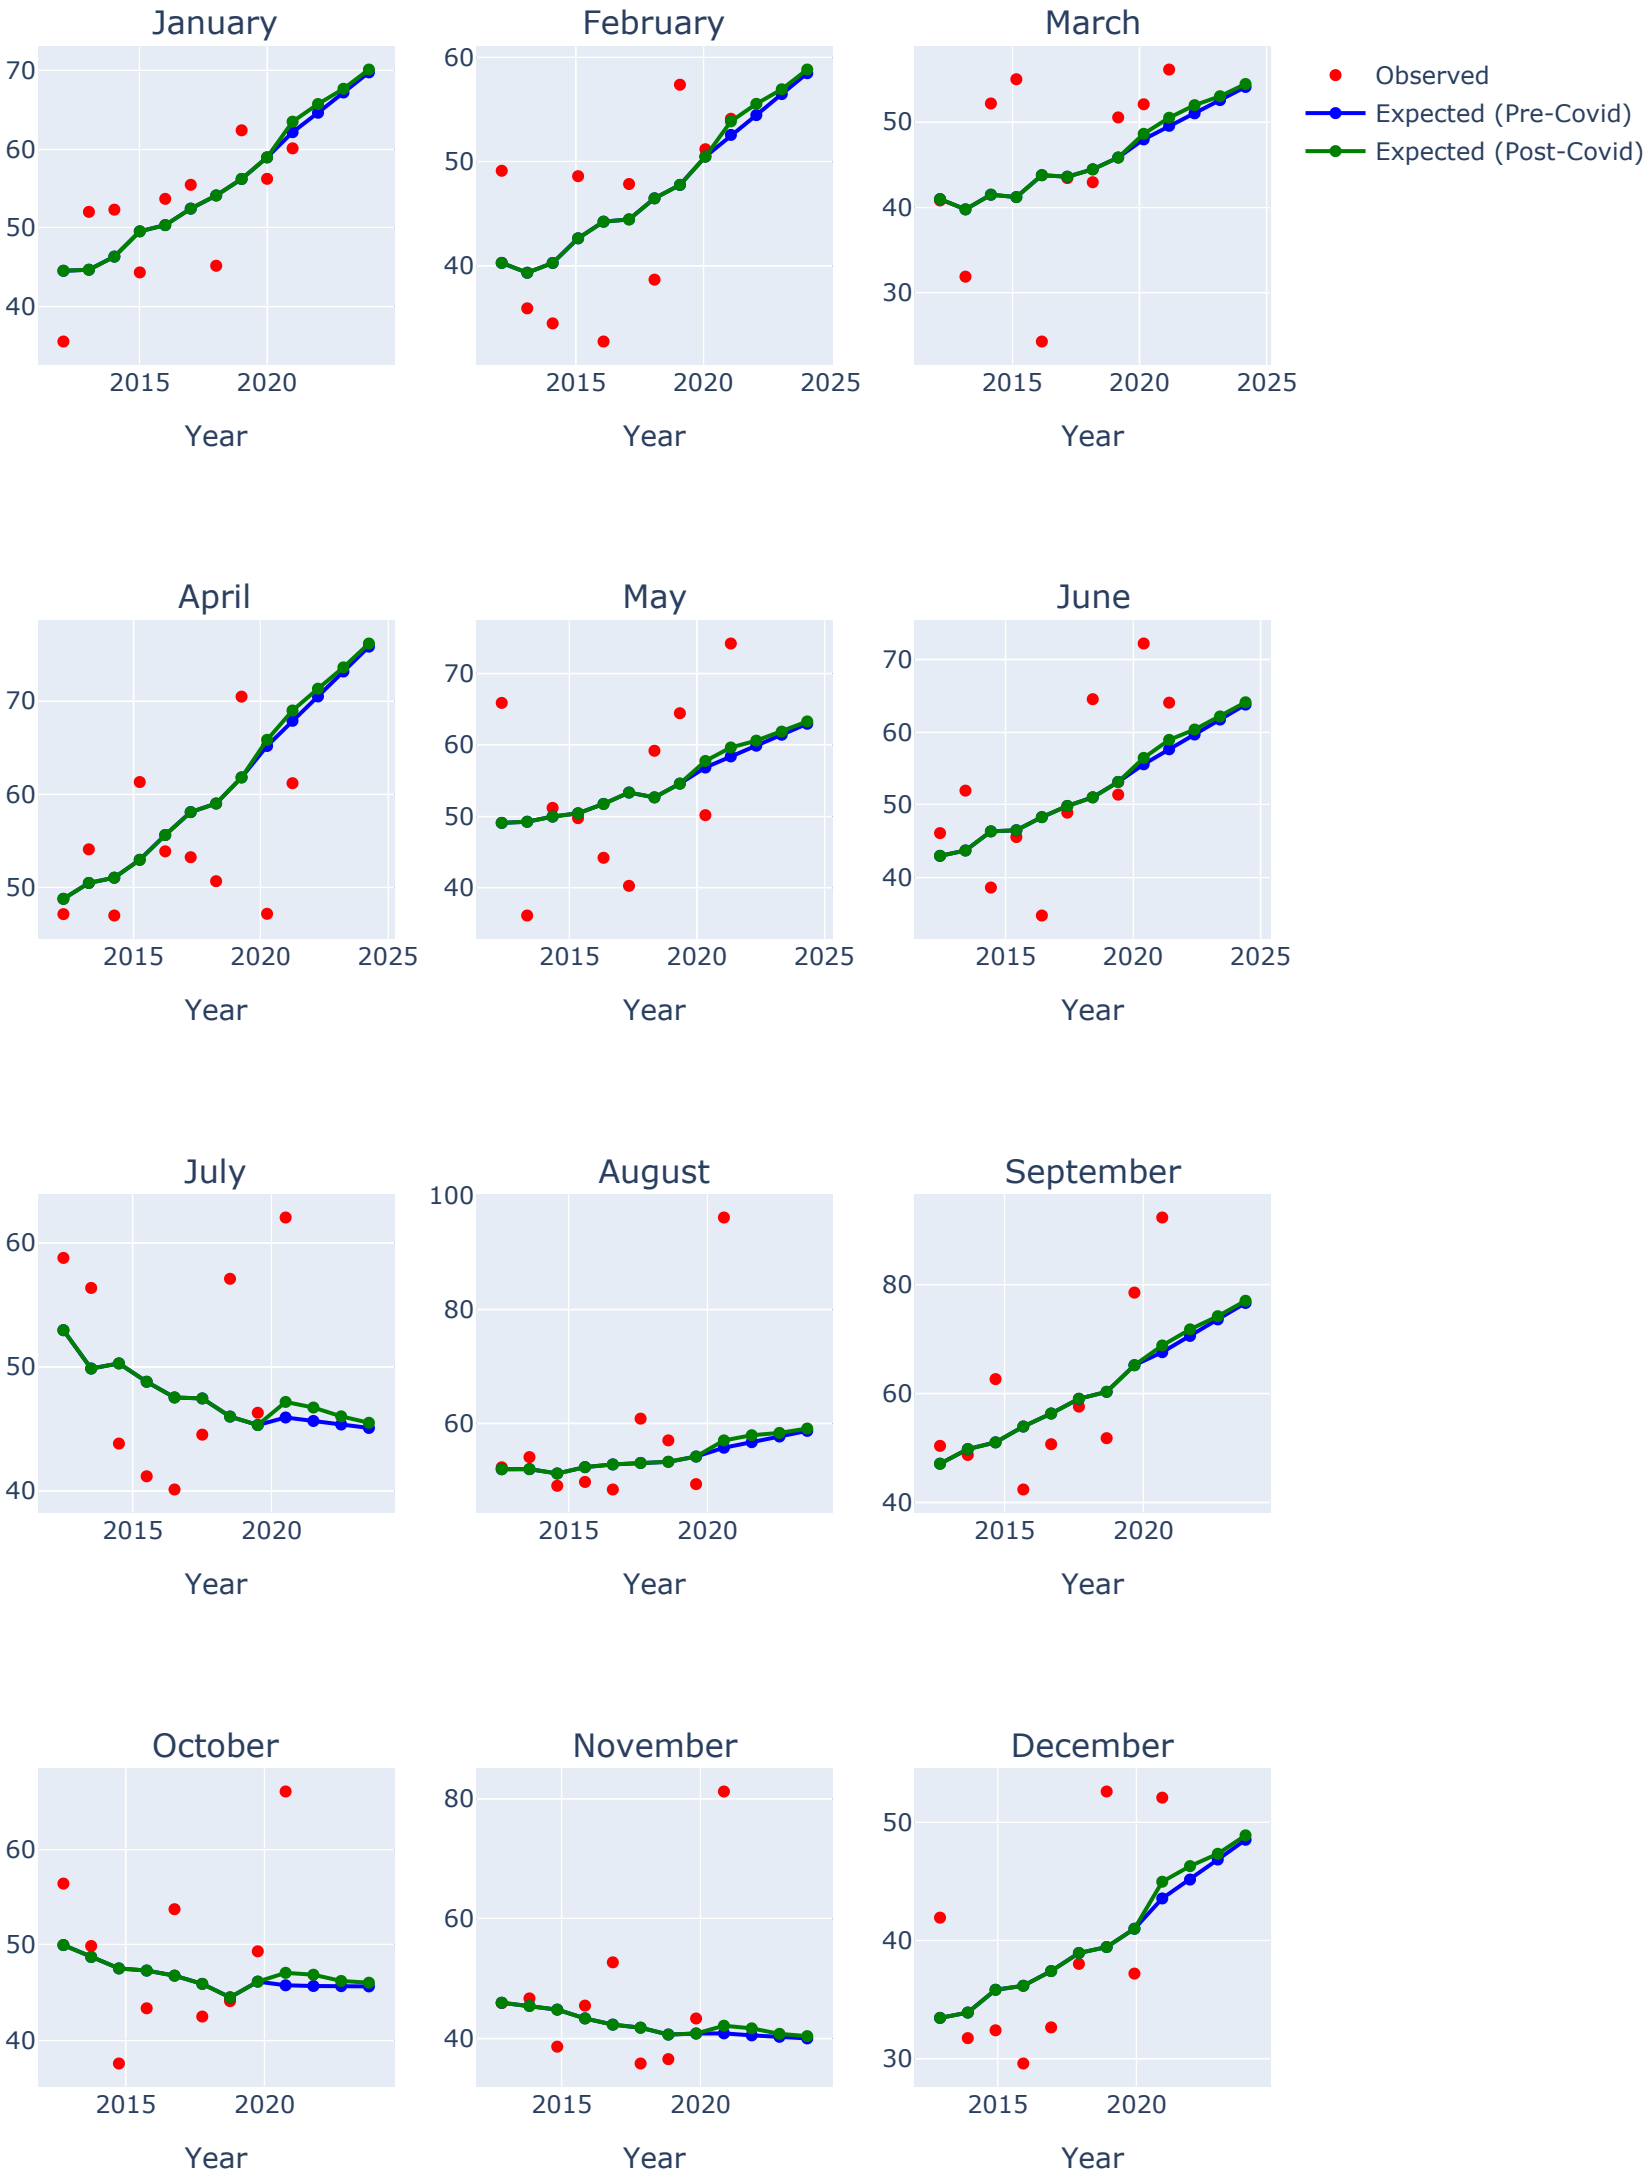 January February March
70
60
50
40
2015 2020
Year
60
50
40
2015 2020 2025
Year
50
40
30
2015 2020 2025
Year
Observed
Expected (Pre-Covid)
Expected (Post-Covid)
April May June
70
60
50
2015 2020 2025
Year
70
60
50
40
2015 2020 2025
Year
70
60
50
40
2015 2020 2025
Year
July August September
60
50
40
2015 2020
Year
100
80
60
2015 2020
Year
80
60
40
2015 2020
Year
October November December
60
50
40
2015 2020
Year
80
60
40
2015 2020
Year
50
40
30
2015 2020
Year